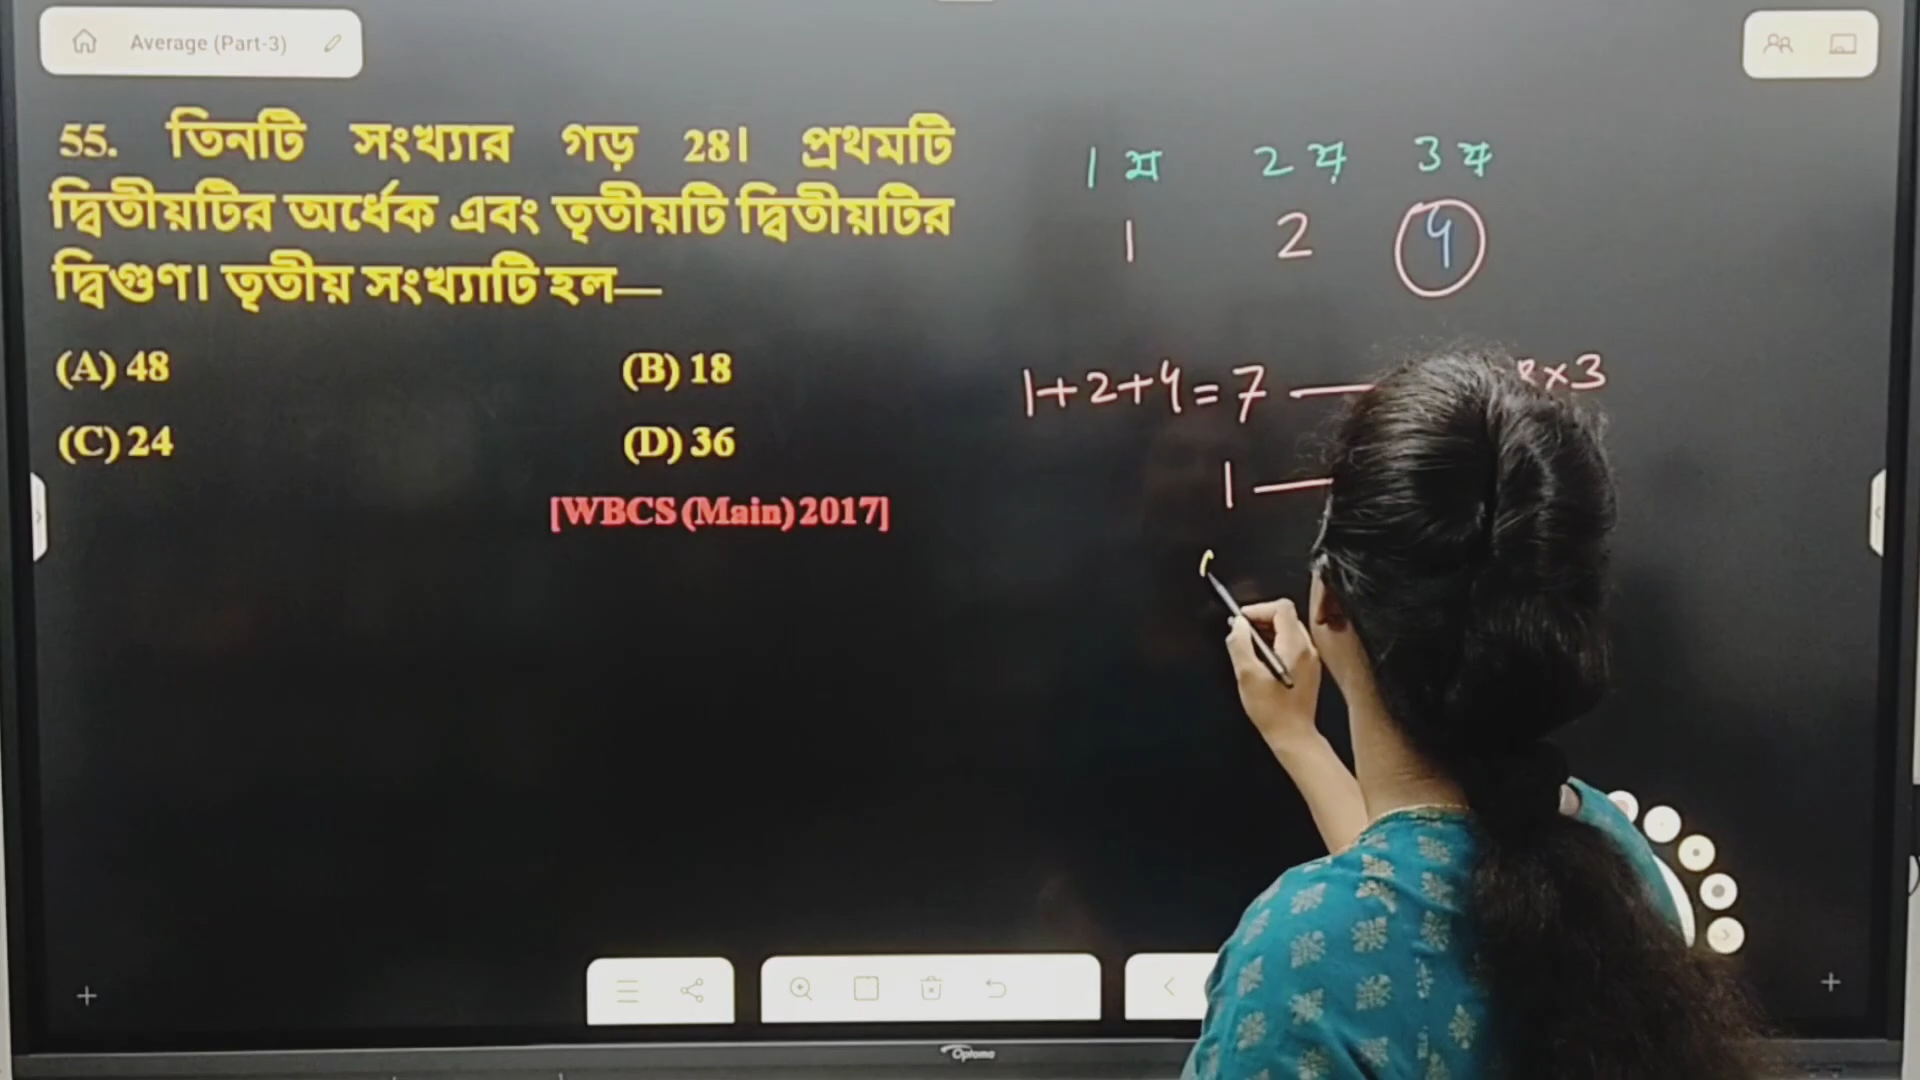 Average (Part-3)
55. তিনটি সংখ্যার গড় 28। প্রথমটি
দ্বিতীয়টির অর্ধেক এবং তৃতীয়টি দ্বিতীয়টির
দ্বিগুণ। তৃতীয় সংখ্যাটি হল—
(A) 48 (B) 18
(C) 24 (D) 36
[WBCS (Main) 2017]
1ম 2য় 3য়
1 2 4
1+2+4=7 — ×3
1 —
Optoma